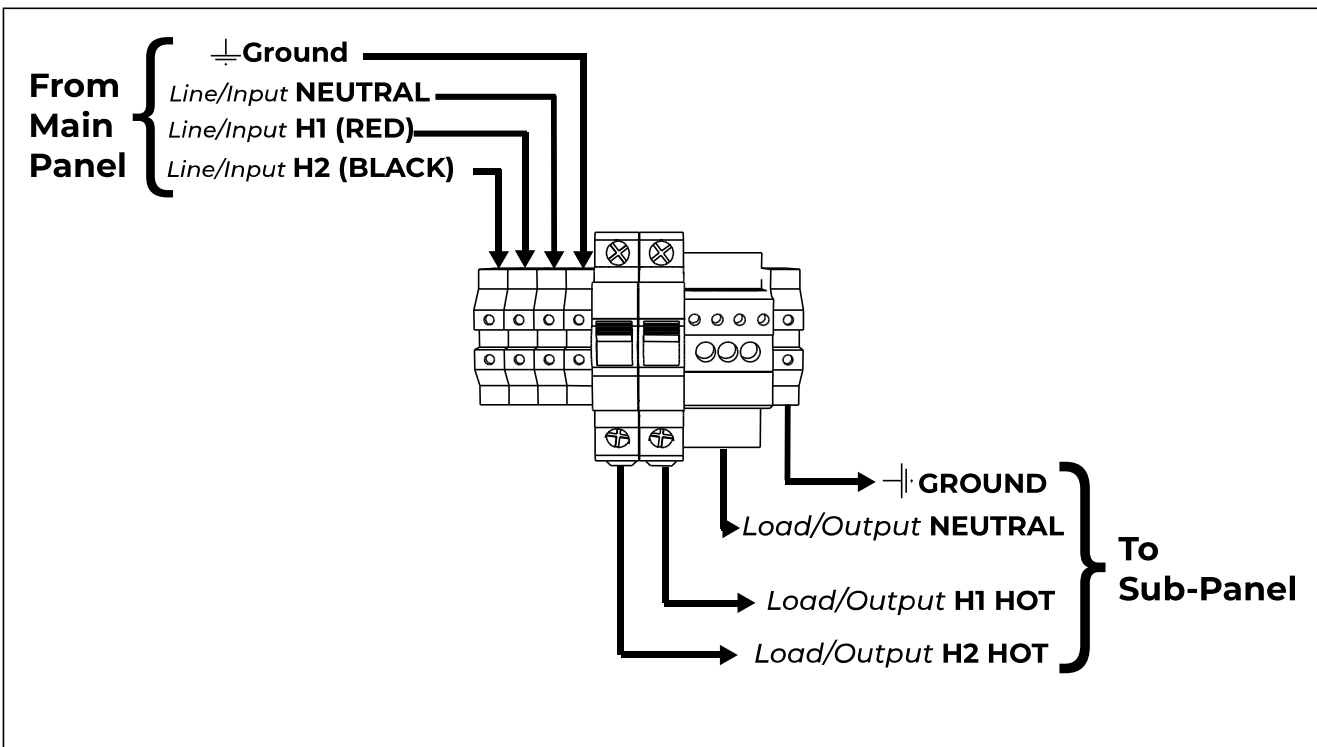 From
Main
Panel
Ground
Line/Input NEUTRAL
Line/Input H1 (RED)
Line/Input H2 (BLACK)
GROUND
Load/Output NEUTRAL
Load/Output H1 HOT
Load/Output H2 HOT
To
Sub-Panel